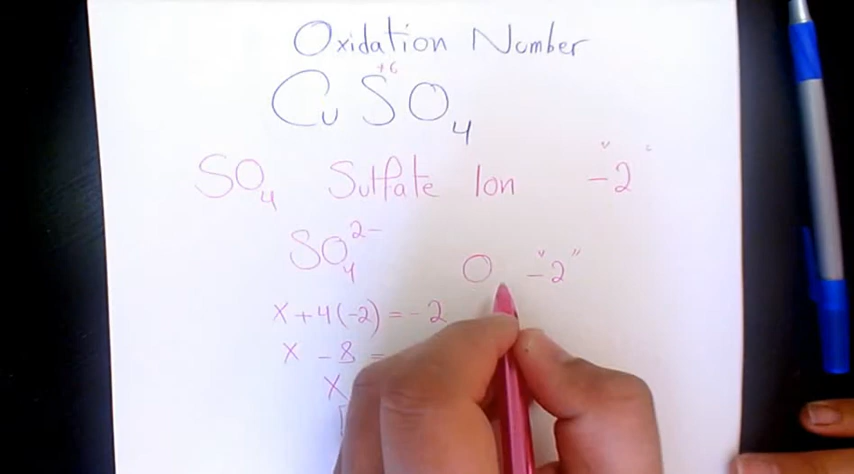 Oxidation Number
+6
CuSO4
SO4 Sulfate Ion -2
SO4 2-
O "-2"
x + 4(-2) = -2
x - 8 =
x